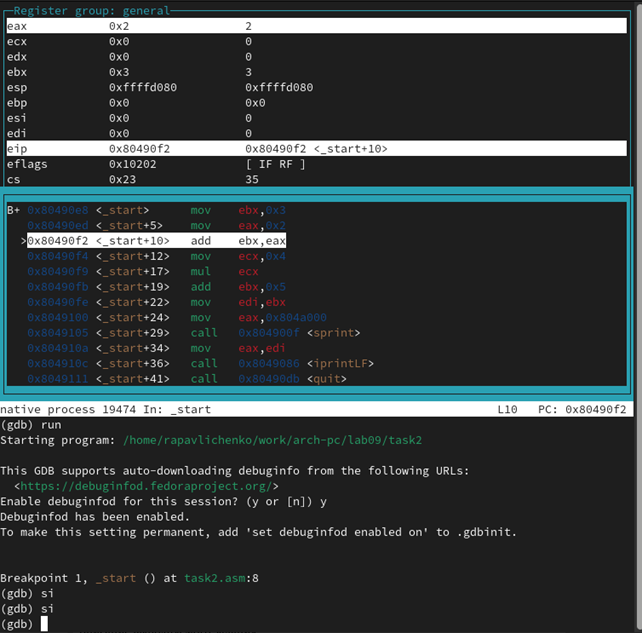 Register group: general
eax 0x2 2
ecx 0x0 0
edx 0x0 0
ebx 0x3 3
esp 0xffffd080 0xffffd080
ebp 0x0 0x0
esi 0x0 0
edi 0x0 0
eip 0x80490f2 0x80490f2 <_start+10>
eflags 0x10202 [ IF RF ]
cs 0x23 35
B+ 0x80490e8 <_start> mov ebx,0x3
0x80490ed <_start+5> mov eax,0x2
>0x80490f2 <_start+10> add ebx,eax
0x80490f4 <_start+12> mov ecx,0x4
0x80490f9 <_start+17> mul ecx
0x80490fb <_start+19> add ebx,0x5
0x80490fe <_start+22> mov edi,ebx
0x8049100 <_start+24> mov eax,0x804a000
0x8049105 <_start+29> call 0x804900f <sprint>
0x804910a <_start+34> mov eax,edi
0x804910c <_start+36> call 0x8049086 <iprintLF>
0x8049111 <_start+41> call 0x80490db <quit>
native process 19474 In: _start L10 PC: 0x80490f2
(gdb) run
Starting program: /home/rapavlichenko/work/arch-pc/lab09/task2
This GDB supports auto-downloading debuginfo from the following URLs:
<https://debuginfod.fedoraproject.org/>
Enable debuginfod for this session? (y or [n]) y
Debuginfod has been enabled.
To make this setting permanent, add 'set debuginfod enabled on' to .gdbinit.
Breakpoint 1, _start () at task2.asm:8
(gdb) si
(gdb) si
(gdb)